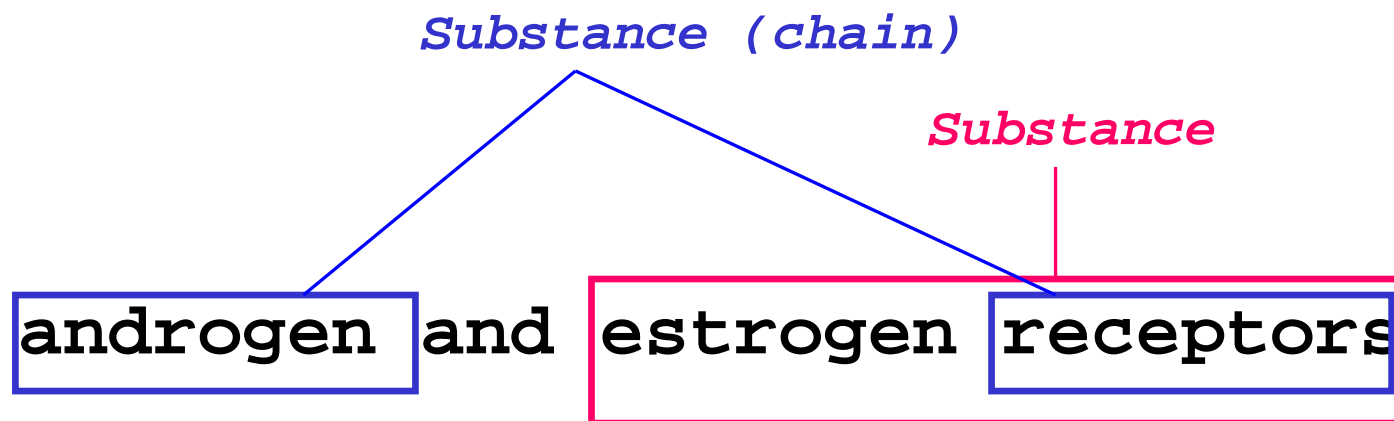 Substance (chain)
Substance
androgen and estrogen receptors